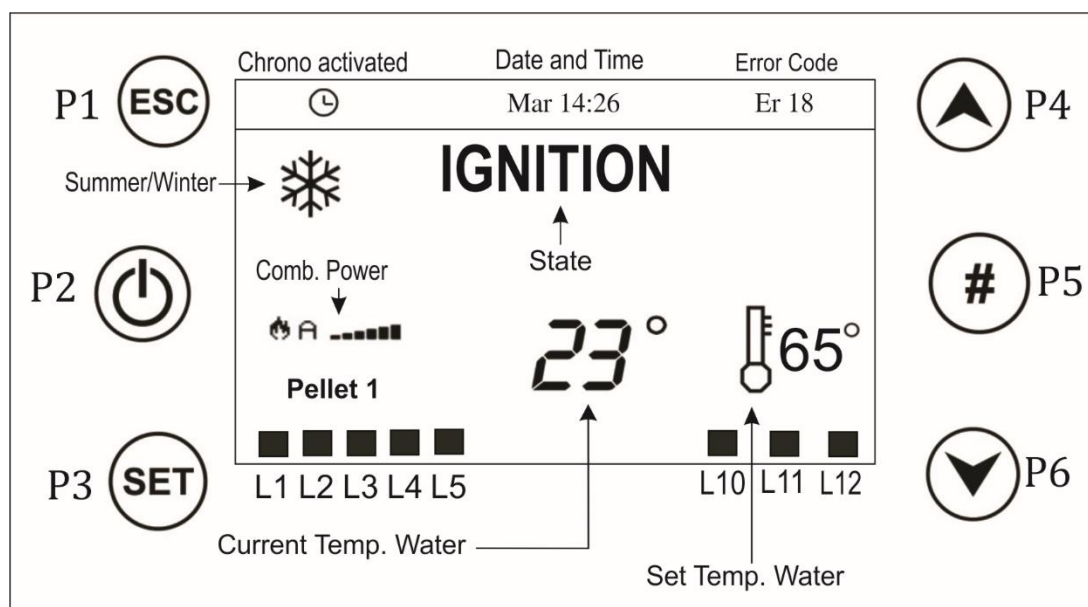 Chrono activated Date and Time Error Code
P1 ESC Mar 14:26 Er 18 P4
Summer/Winter IGNITION
State
P2 Comb. Power # P5
A
23° 65°
Pellet 1
P3 SET L1 L2 L3 L4 L5 L10 L11 L12 P6
Current Temp. Water
Set Temp. Water